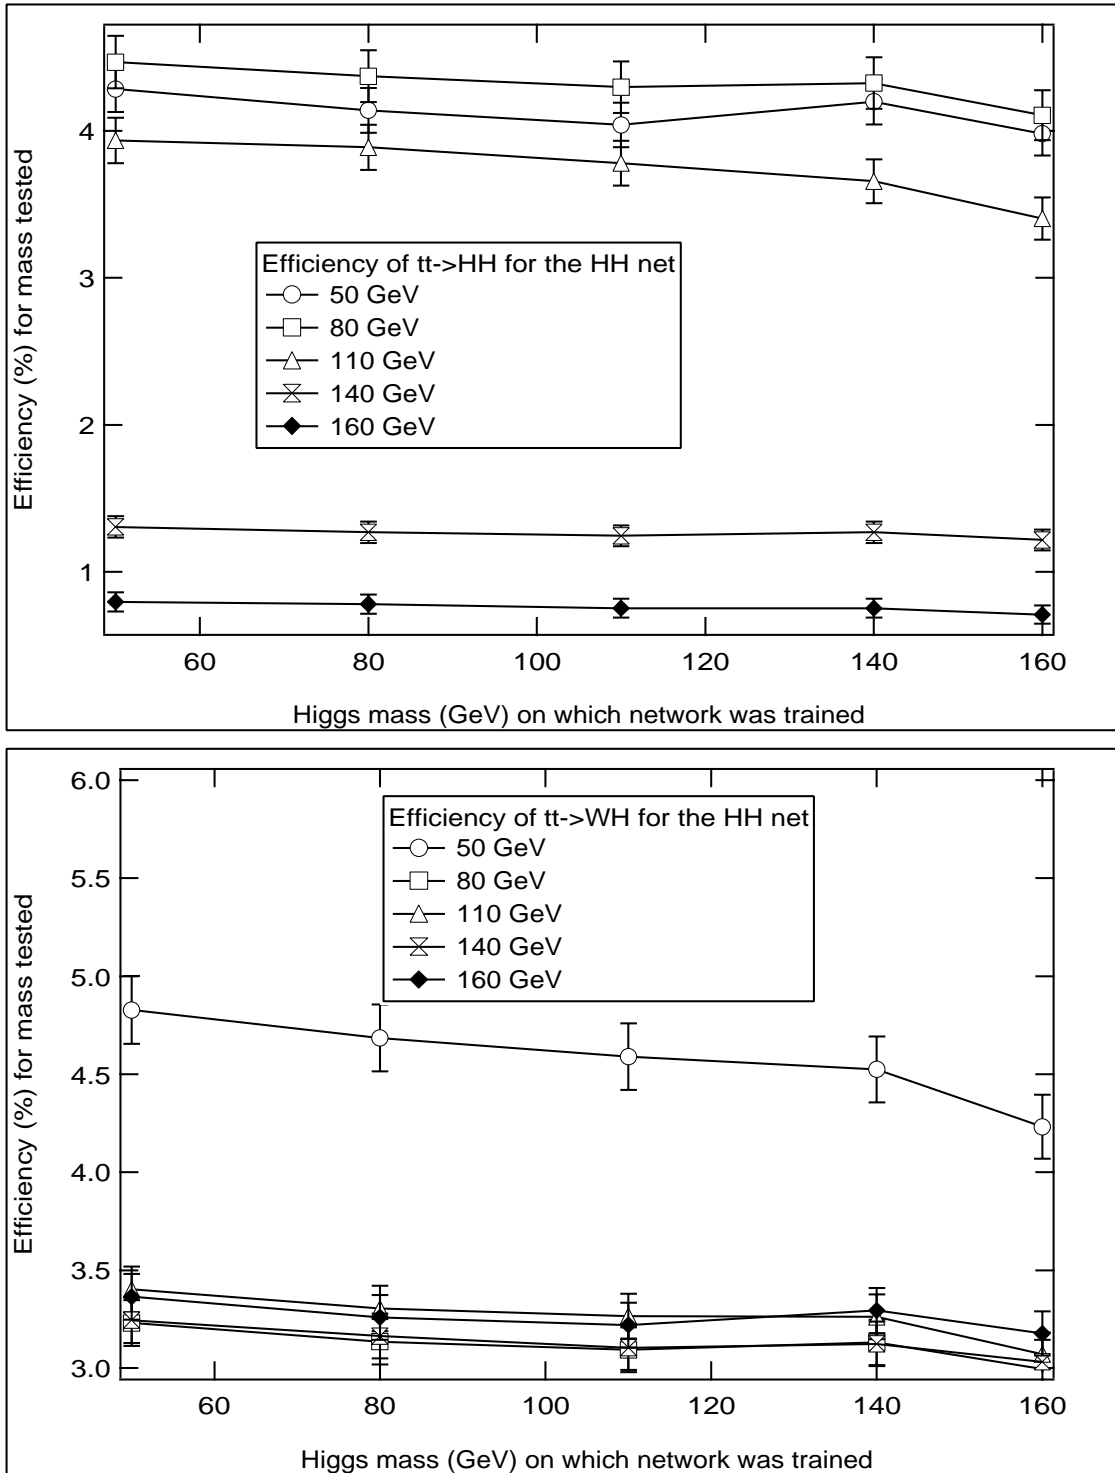 Efficiency (%) for mass tested
4
3
2
1
Efficiency of tt->HH for the HH net
50 GeV
80 GeV
110 GeV
140 GeV
160 GeV
60 80 100 120 140 160
Higgs mass (GeV) on which network was trained
Efficiency (%) for mass tested
6.0
5.5
5.0
4.5
4.0
3.5
3.0
Efficiency of tt->WH for the HH net
50 GeV
80 GeV
110 GeV
140 GeV
160 GeV
60 80 100 120 140 160
Higgs mass (GeV) on which network was trained